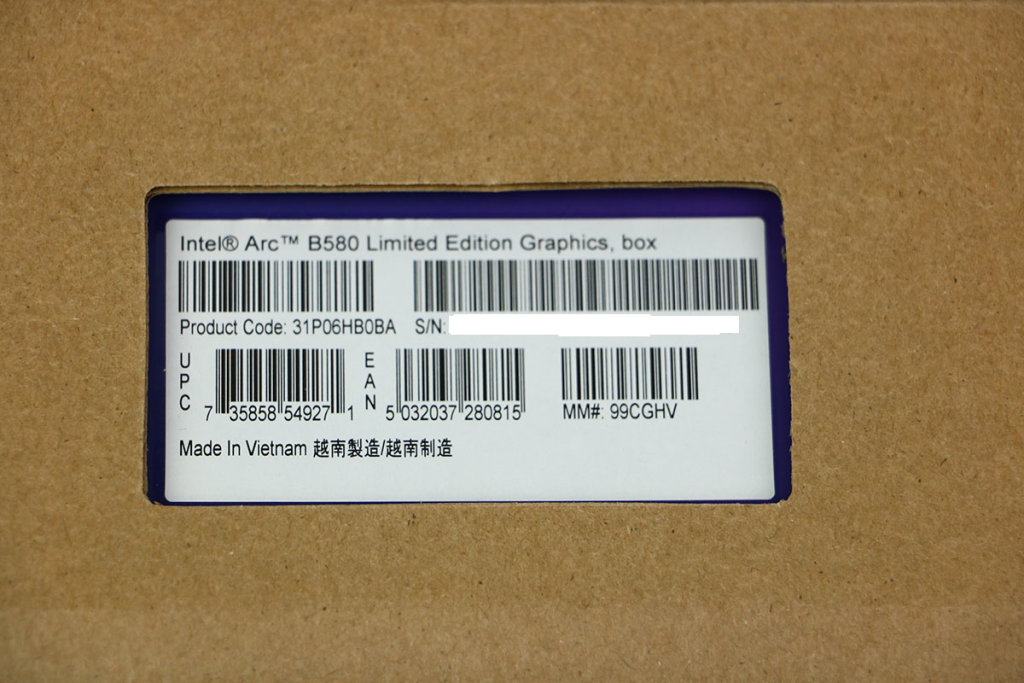 Intel® Arc™ B580 Limited Edition Graphics, box
Product Code: 31P06HB0BA S/N:
UPC 7 35858 54927 1 EAN 5 032037 280815 MM#: 99CGHV
Made In Vietnam 越南製造/越南制造